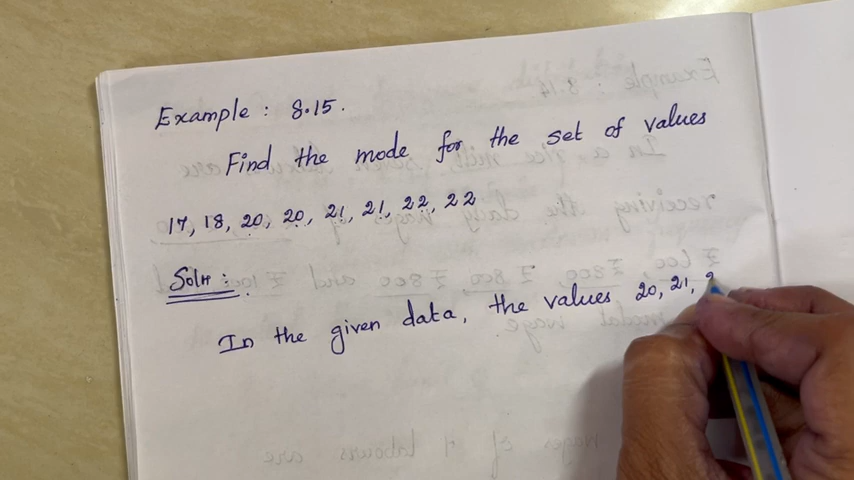 Example : 8.15.
Find the mode for the set of values
17, 18, 20, 20, 21, 21, 22, 22
Soln :
In the given data, the values 20, 21, 2